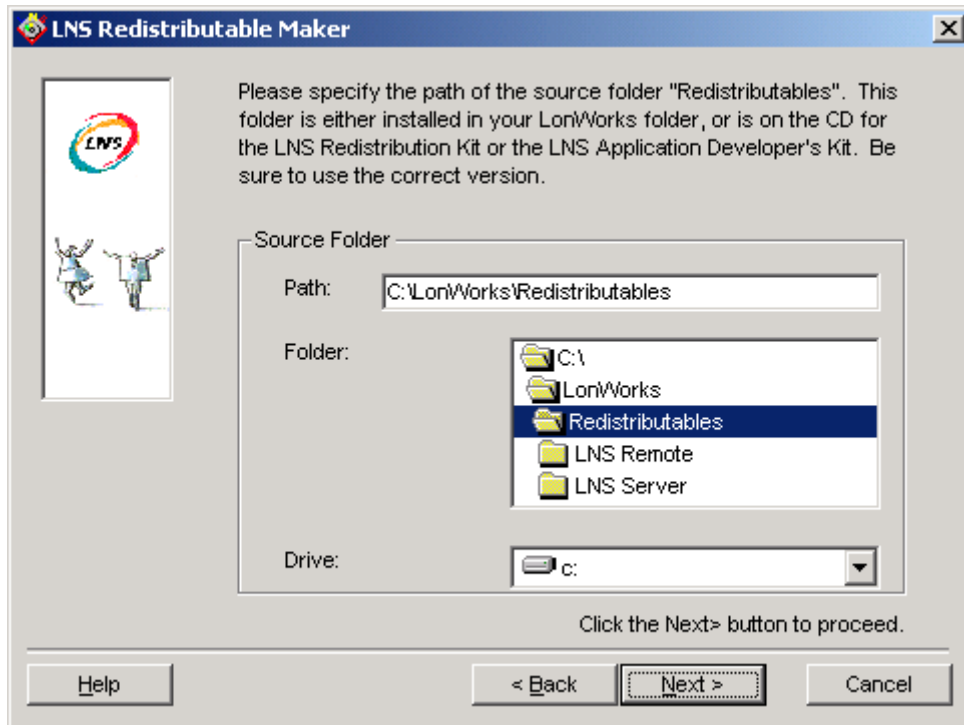 LNS Redistributable Maker
LNS
Please specify the path of the source folder "Redistributables". This
folder is either installed in your LonWorks folder, or is on the CD for
the LNS Redistribution Kit or the LNS Application Developer's Kit. Be
sure to use the correct version.
Source Folder
Path: C:\LonWorks\Redistributables
Folder:
C:\
LonWorks
Redistributables
LNS Remote
LNS Server
Drive: c:
Click the Next> button to proceed.
Help < Back Next > Cancel